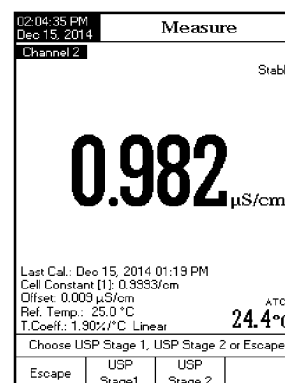 02:04:35 PM
Dec 15, 2014
Measure
Channel 2
Stabl
0.982 µS/cm
Last Cal.: Dec 15, 2014 01:19 PM
Cell Constant [1]: 0.9993/cm
Offset: 0.009 µS/cm
Ref. Temp.: 25.0 °C
T.Coeff.: 1.90%/°C Linear
ATC
24.4°C
Choose USP Stage 1, USP Stage 2 or Escape
Escape
USP
Stage1
USP
Stage 2